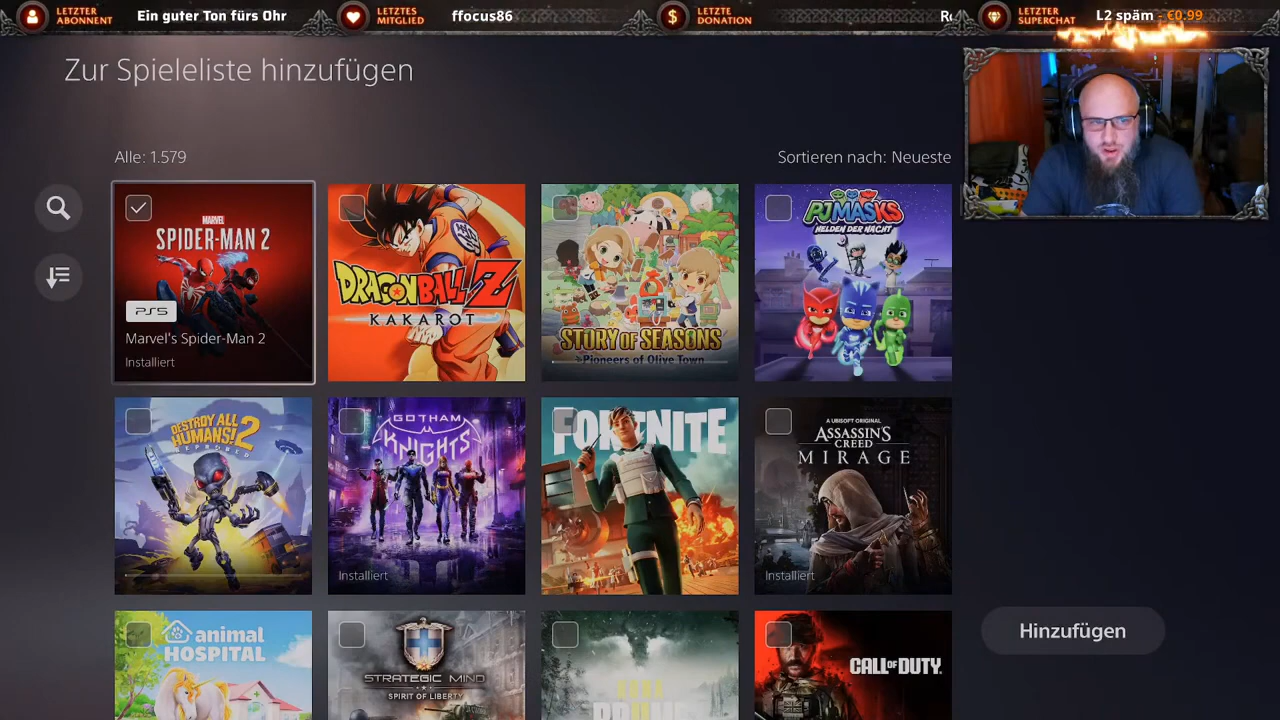 LETZTER
ABONNENT
Ein guter Ton fürs Ohr
LETZTES
MITGLIED
ffocus86
LETZTE
DONATION
LETZTER
SUPERCHAT
L2 späm - €0.99
Zur Spieleliste hinzufügen
Alle: 1.579
Sortieren nach: Neueste
MARVEL
SPIDER-MAN 2
PS5
Marvel's Spider-Man 2
Installiert
DRAGON BALL Z
KAKAROT
STORY OF SEASONS
Pioneers of Olive Town
PJ MASKS
HELDEN DER NACHT
DESTROY ALL
HUMANS! 2
REPROBED
GOTHAM
KNIGHTS
Installiert
FORTNITE
A UBISOFT ORIGINAL
ASSASSIN'S
CREED
MIRAGE
Installiert
animal
HOSPITAL
STRATEGIC MIND
SPIRIT OF LIBERTY
CALL OF DUTY.
Hinzufügen